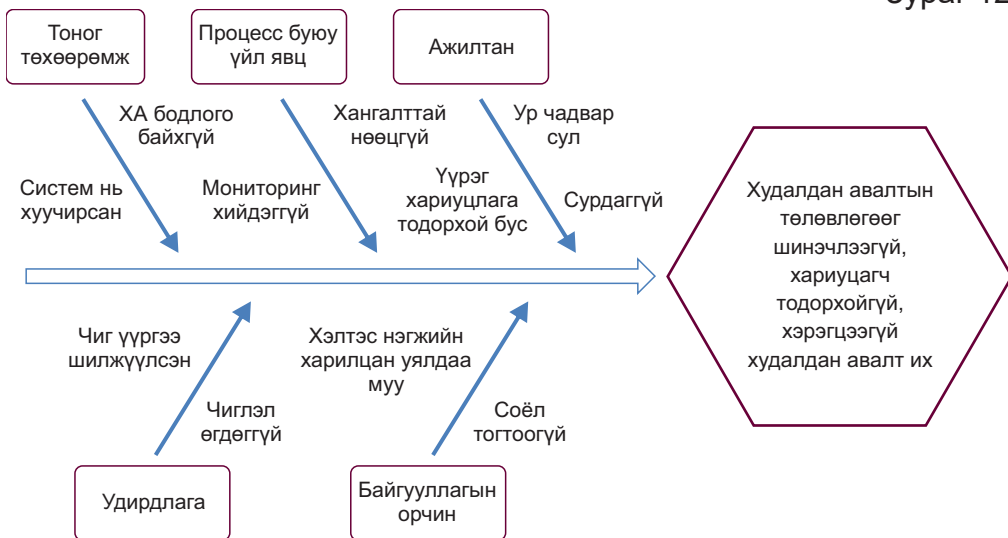 Тоног
төхөөрөмж
Процесс буюу
үйл явц
Ажилтан
ХА бодлого
байхгүй
Хангалттай
нөөцгүй
Ур чадвар
сул
Систем нь
хуучирсан
Мониторинг
хийдэггүй
Үүрэг
хариуцлага
тодорхой бус
Сурдаггүй
Худалдан авалтын
төлөвлөгөөг
шинэчлээгүй,
хариуцагч
тодорхойгүй,
хэрэгцээгүй
худалдан авалт их
Чиг үүргээ
шилжүүлсэн
Хэлтэс нэгжийн
харилцан уялдаа
муу
Чиглэл
өгдөггүй
Соёл
тогтоогүй
Удирдлага
Байгууллагын
орчин